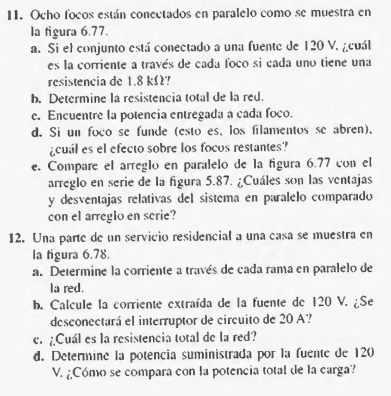 11. Ocho focos están conectados en paralelo como se muestra en
la figura 6.77.
a. Si el conjunto está conectado a una fuente de 120 V, ¿cuál
es la corriente a través de cada foco si cada uno tiene una
resistencia de 1.8 kΩ?
b. Determine la resistencia total de la red.
c. Encuentre la potencia entregada a cada foco.
d. Si un foco se funde (esto es, los filamentos se abren),
¿cuál es el efecto sobre los focos restantes?
e. Compare el arreglo en paralelo de la figura 6.77 con el
arreglo en serie de la figura 5.87. ¿Cuáles son las ventajas
y desventajas relativas del sistema en paralelo comparado
con el arreglo en serie?
12. Una parte de un servicio residencial a una casa se muestra en
la figura 6.78.
a. Determine la corriente a través de cada rama en paralelo de
la red.
b. Calcule la corriente extraída de la fuente de 120 V. ¿Se
desconectará el interruptor de circuito de 20 A?
c. ¿Cuál es la resistencia total de la red?
d. Determine la potencia suministrada por la fuente de 120
V. ¿Cómo se compara con la potencia total de la carga?